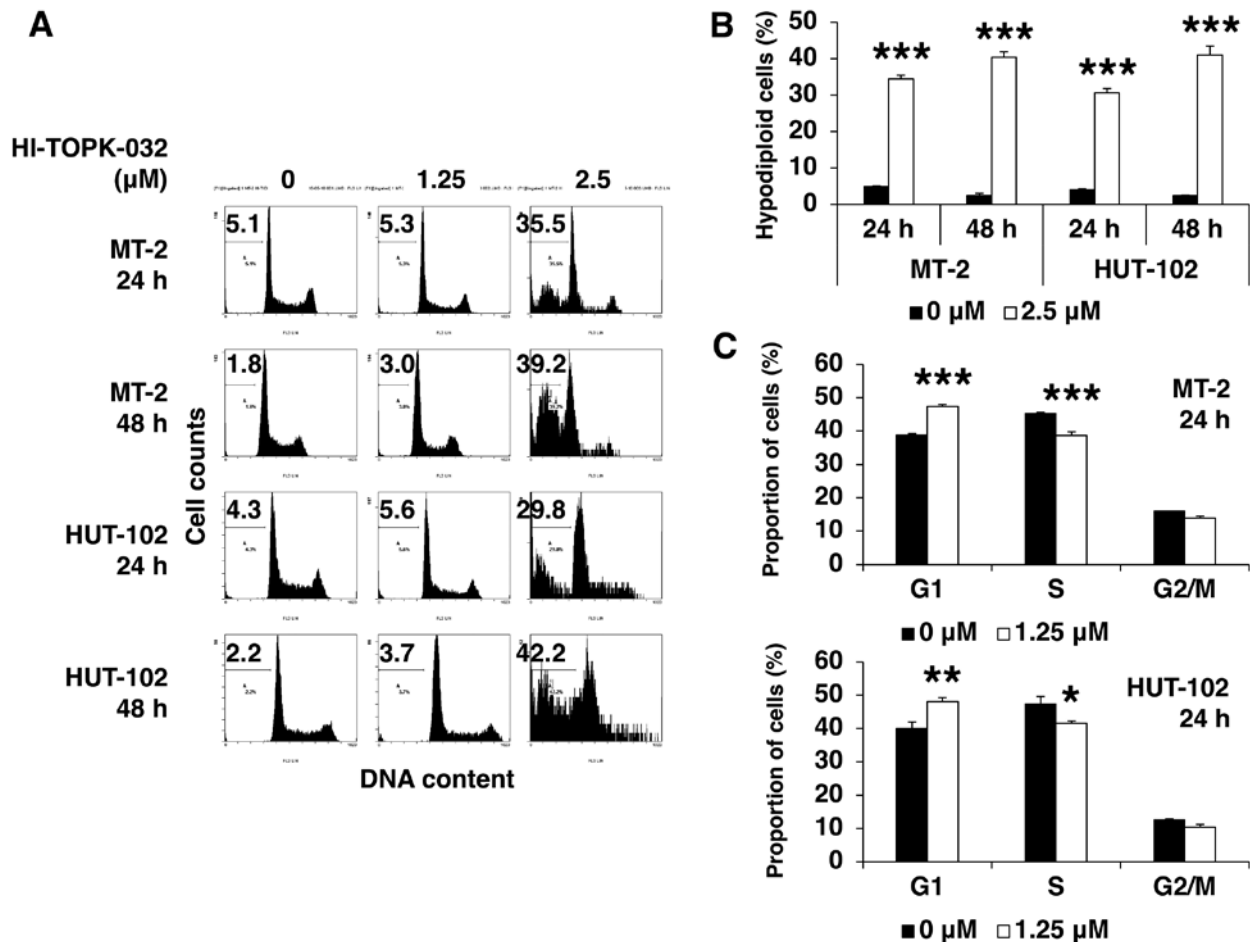 A
HI-TOPK-032
(µM)
0
1.25
2.5
MT-2
24 h
5.1
5.3
35.5
MT-2
48 h
1.8
3.0
39.2
HUT-102
24 h
4.3
5.6
29.8
HUT-102
48 h
2.2
3.7
42.2
Cell counts
DNA content
B
Hypodiploid cells (%)
50
40
30
20
10
0
***
***
***
***
24 h
48 h
24 h
48 h
MT-2
HUT-102
0 µM
2.5 µM
C
Proportion of cells (%)
60
50
40
30
20
10
0
***
***
MT-2
24 h
G1
S
G2/M
0 µM
1.25 µM
Proportion of cells (%)
60
50
40
30
20
10
0
**
*
HUT-102
24 h
G1
S
G2/M
0 µM
1.25 µM